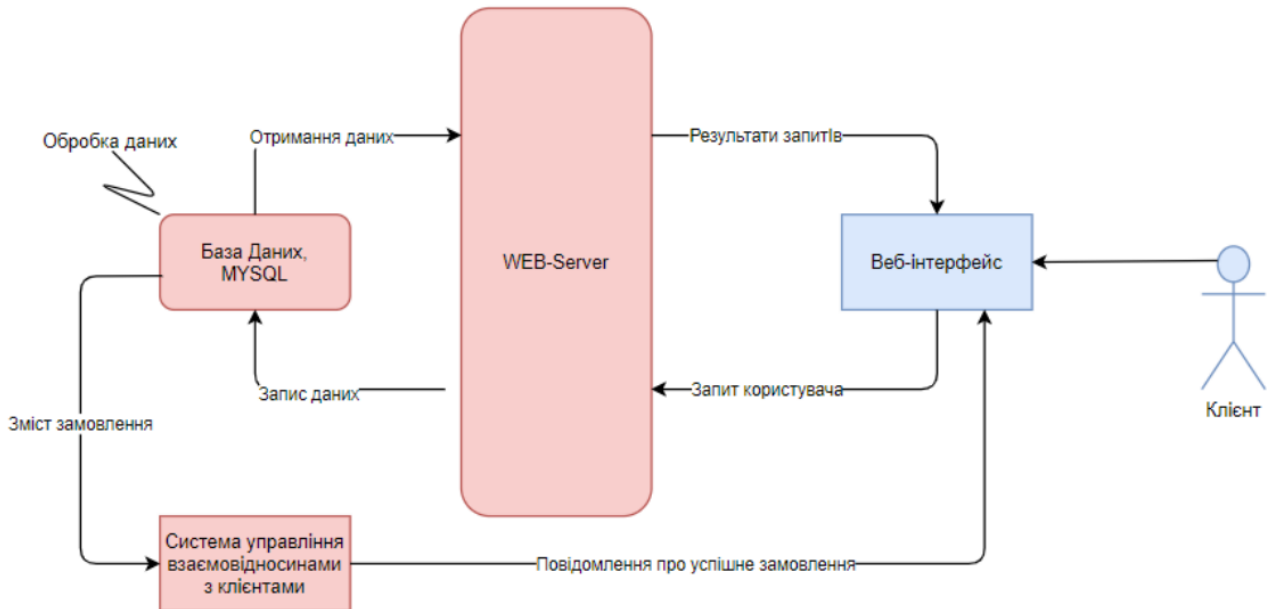 Обробка даних
Отримання даних
Результати запитів
База Даних,
MYSQL
WEB-Server
Веб-інтерфейс
Запис даних
Запит користувача
Клієнт
Зміст замовлення
Система управління
взаємовідносинами
з клієнтами
Повідомлення про успішне замовлення